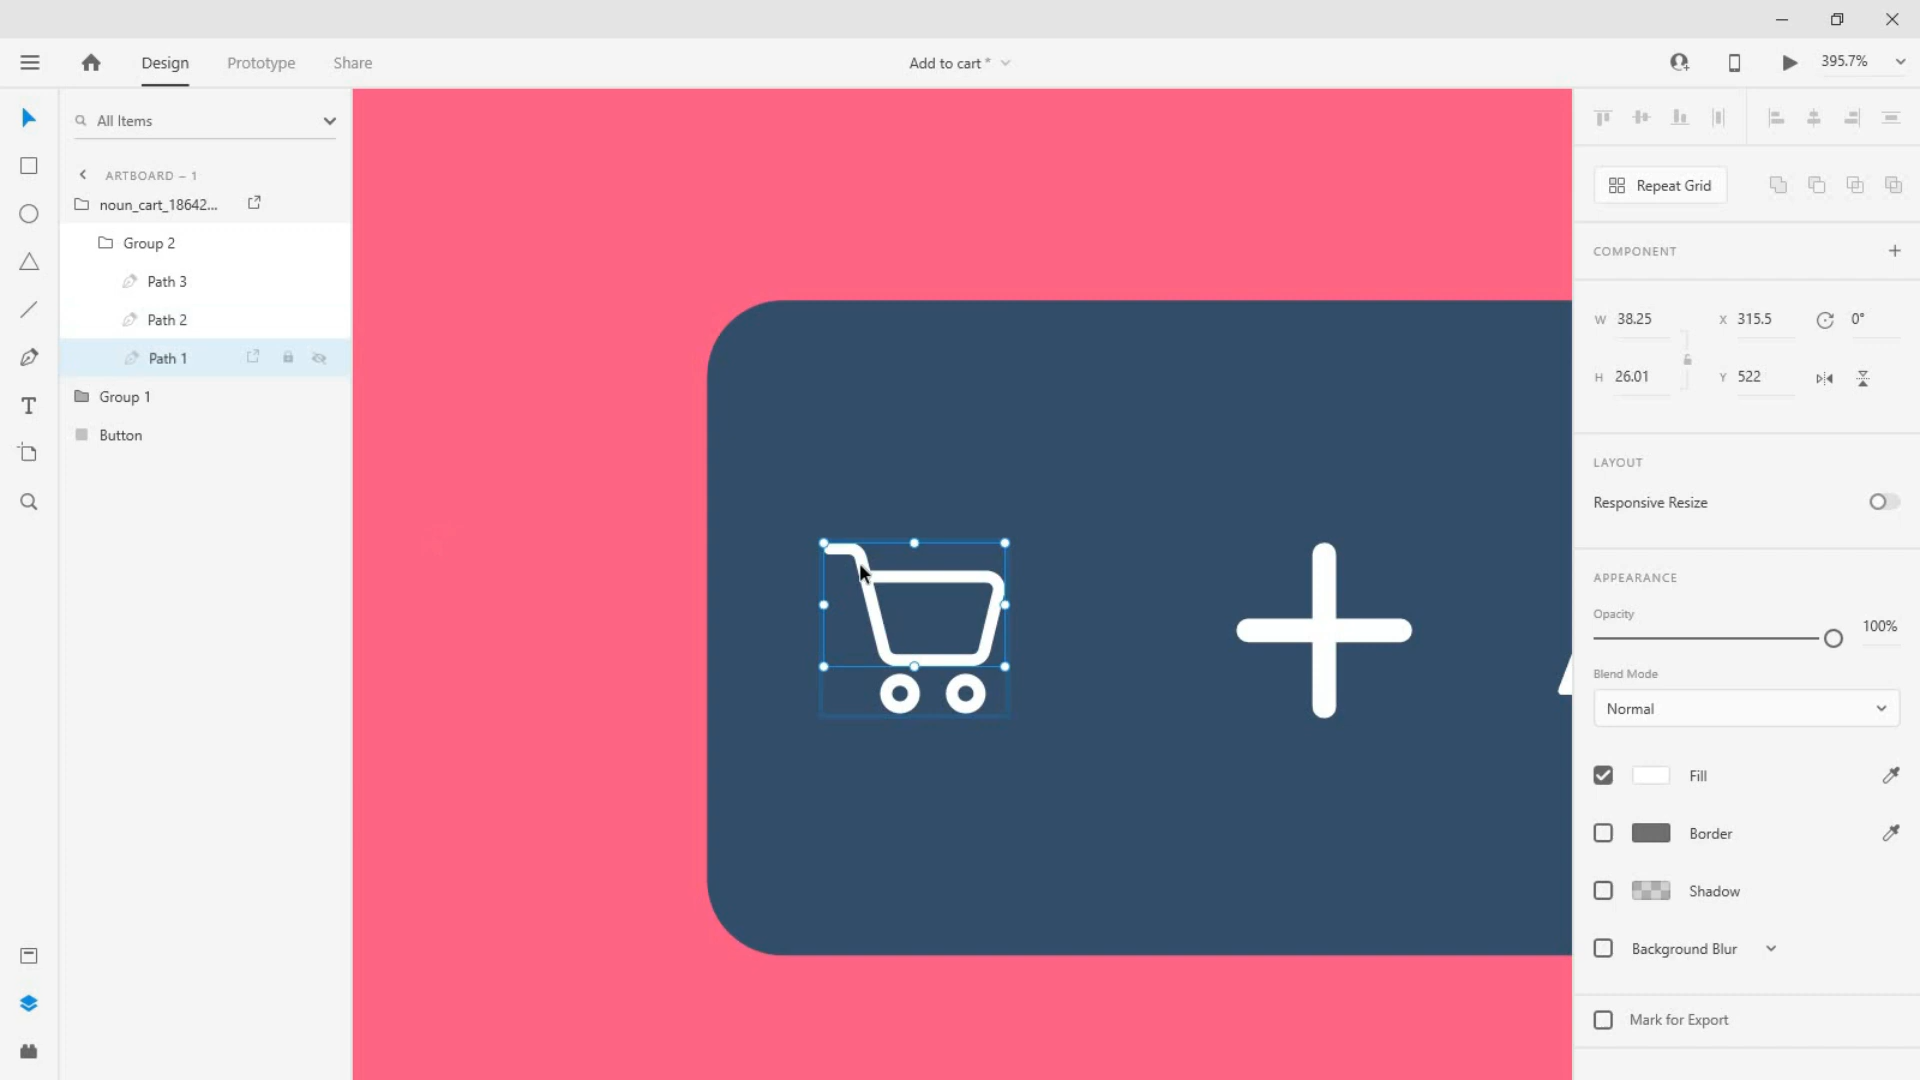 Design
Prototype
Share
Add to cart *
395.7%
All Items
ARTBOARD – 1
noun_cart_18642...
Group 2
Path 3
Path 2
Path 1
Group 1
Button
Repeat Grid
COMPONENT
W 38.25
X 315.5
0°
H 26.01
Y 522
LAYOUT
Responsive Resize
APPEARANCE
Opacity
100%
Blend Mode
Normal
Fill
Border
Shadow
Background Blur
Mark for Export